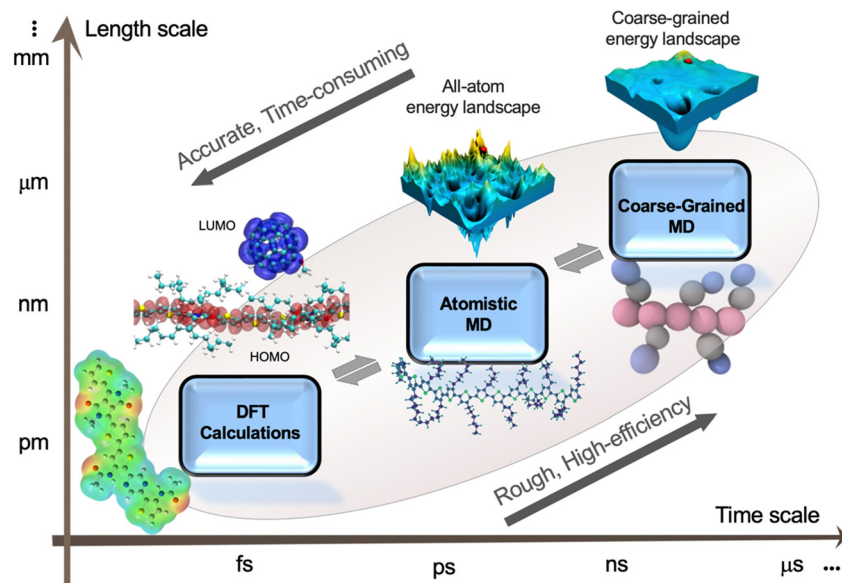 ⋮
Length scale
mm
μm
nm
pm
Accurate, Time-consuming
All-atom
energy landscape
Coarse-grained
energy landscape
LUMO
HOMO
DFT
Calculations
Atomistic
MD
Coarse-Grained
MD
Rough, High-efficiency
Time scale
fs
ps
ns
μs
...